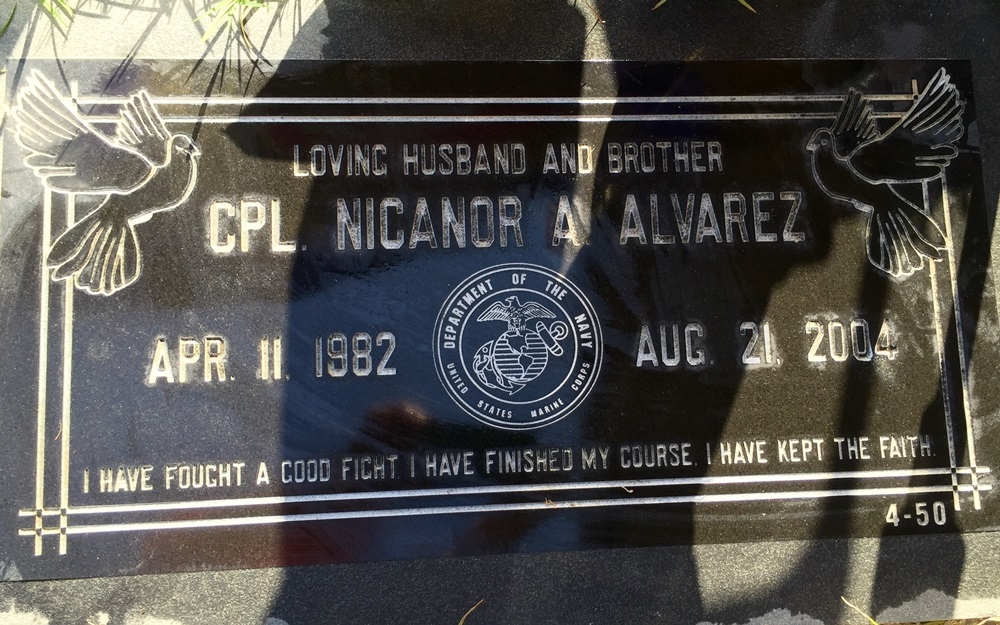 LOVING HUSBAND AND BROTHER
CPL. NICANOR A. ALVAREZ
APR. 11, 1982
DEPARTMENT OF THE NAVY
UNITED STATES MARINE CORPS
AUG. 21, 2004
I HAVE FOUGHT A GOOD FIGHT. I HAVE FINISHED MY COURSE. I HAVE KEPT THE FAITH.
4-50